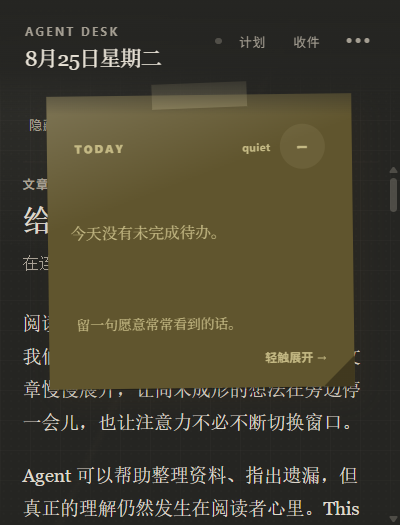 AGENT DESK
8月25日星期二
计划
收件
•••
隐
TODAY
quiet
今天没有未完成待办。
留一句愿意常常看到的话。
轻触展开 →
文章
给
在
阅读
我们
文
章慢慢展开，让尚未成形的想法在旁边停
一会儿，也让注意力不必不断切换窗口。
Agent 可以帮助整理资料、指出遗漏，但
真正的理解仍然发生在阅读者心里。This